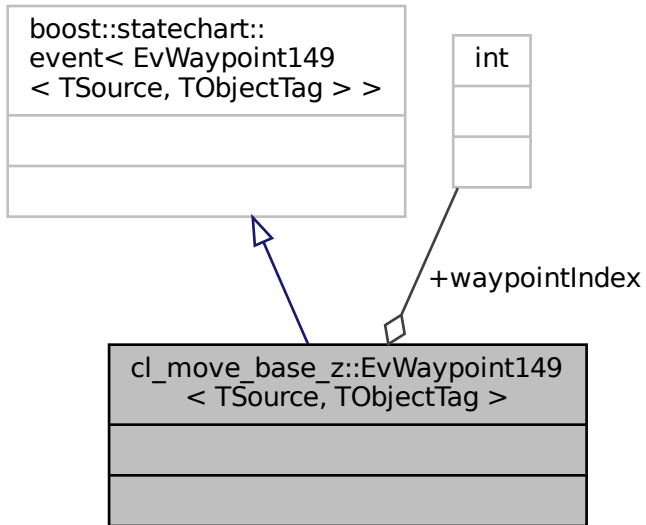 boost::statechart::
event< EvWaypoint149
< TSource, TObjectTag > >
int
+waypointIndex
cl_move_base_z::EvWaypoint149
< TSource, TObjectTag >